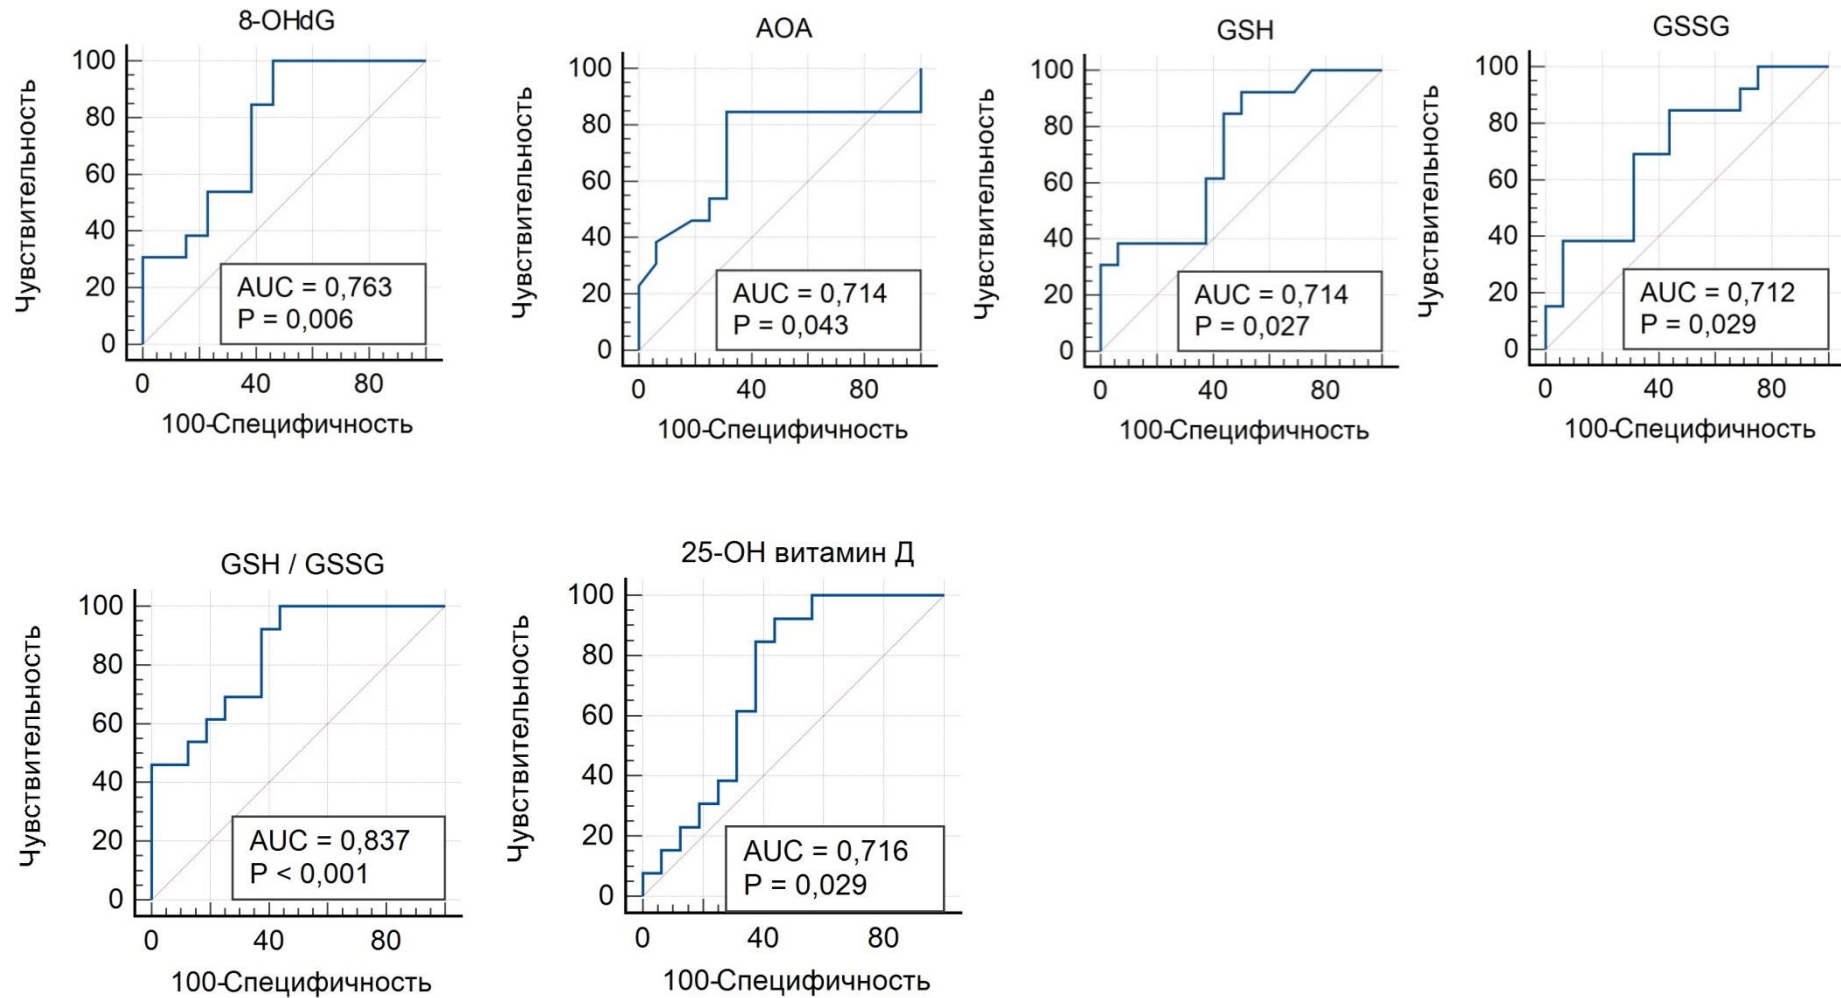 8-OHdG
Чувствительность
100
80
60
40
20
0
AUC = 0,763
P = 0,006
0 40 80
100-Специфичность
АОА
Чувствительность
100
80
60
40
20
0
AUC = 0,714
P = 0,043
0 40 80
100-Специфичность
GSH
Чувствительность
100
80
60
40
20
0
AUC = 0,714
P = 0,027
0 40 80
100-Специфичность
GSSG
Чувствительность
100
80
60
40
20
0
AUC = 0,712
P = 0,029
0 40 80
100-Специфичность
GSH / GSSG
Чувствительность
100
80
60
40
20
0
AUC = 0,837
P < 0,001
0 40 80
100-Специфичность
25-ОН витамин Д
Чувствительность
100
80
60
40
20
0
AUC = 0,716
P = 0,029
0 40 80
100-Специфичность